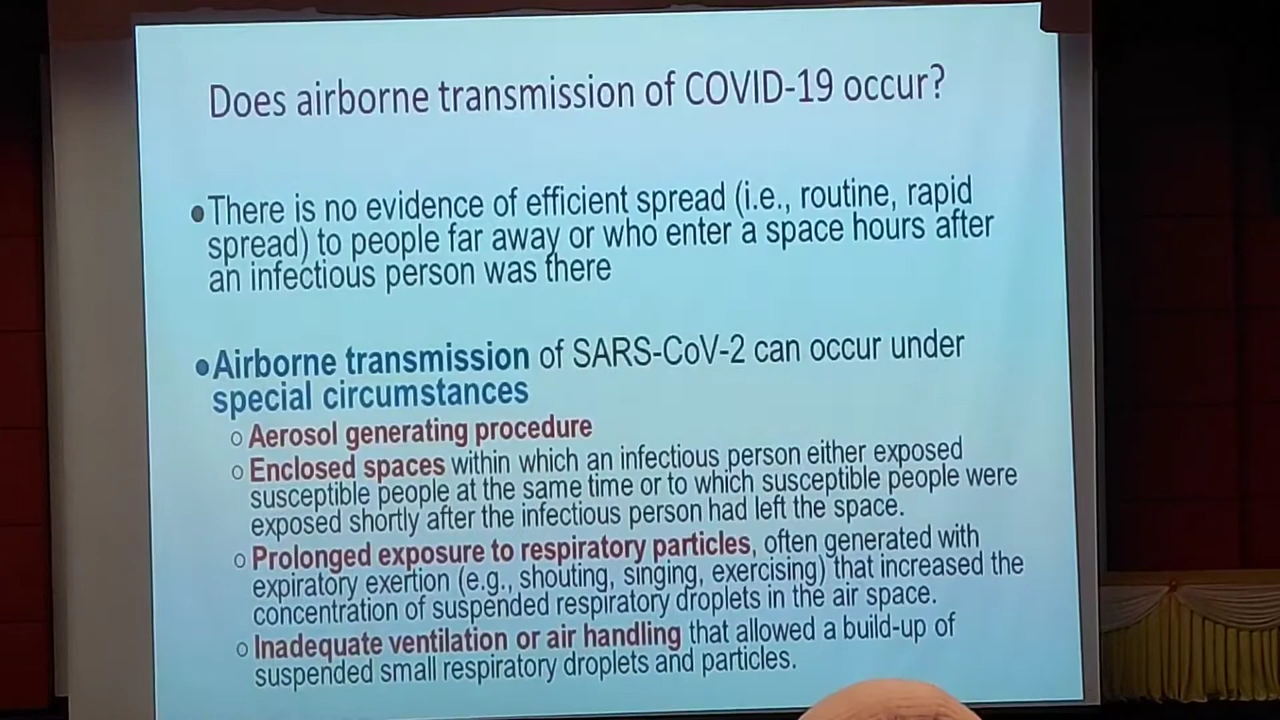 Does airborne transmission of COVID-19 occur?
•There is no evidence of efficient spread (i.e., routine, rapid
spread) to people far away or who enter a space hours after
an infectious person was there
•Airborne transmission of SARS-CoV-2 can occur under
special circumstances
o Aerosol generating procedure
o Enclosed spaces within which an infectious person either exposed
susceptible people at the same time or to which susceptible people were
exposed shortly after the infectious person had left the space.
o Prolonged exposure to respiratory particles, often generated with
expiratory exertion (e.g., shouting, singing, exercising) that increased the
concentration of suspended respiratory droplets in the air space.
o Inadequate ventilation or air handling that allowed a build-up of
suspended small respiratory droplets and particles.